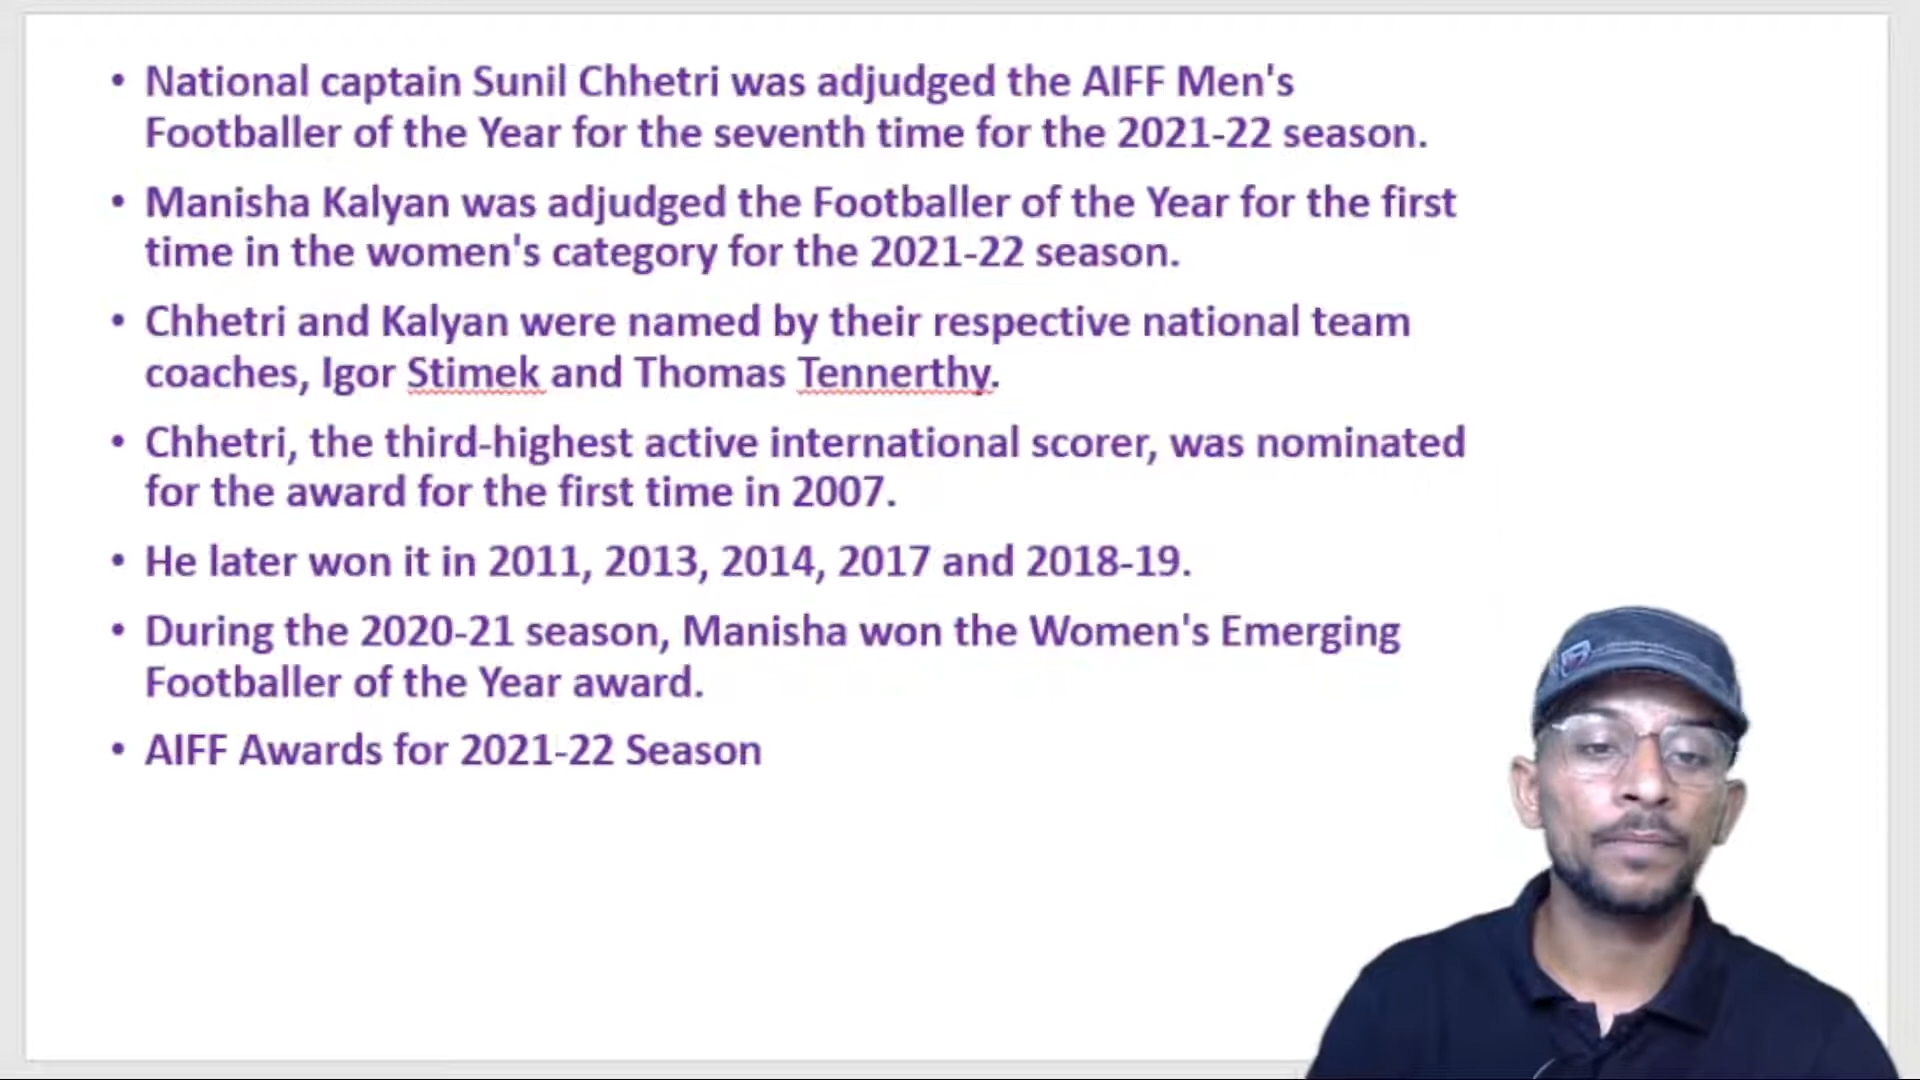 • National captain Sunil Chhetri was adjudged the AIFF Men's
Footballer of the Year for the seventh time for the 2021-22 season.
• Manisha Kalyan was adjudged the Footballer of the Year for the first
time in the women's category for the 2021-22 season.
• Chhetri and Kalyan were named by their respective national team
coaches, Igor Stimek and Thomas Tennerthy.
• Chhetri, the third-highest active international scorer, was nominated
for the award for the first time in 2007.
• He later won it in 2011, 2013, 2014, 2017 and 2018-19.
• During the 2020-21 season, Manisha won the Women's Emerging
Footballer of the Year award.
• AIFF Awards for 2021-22 Season